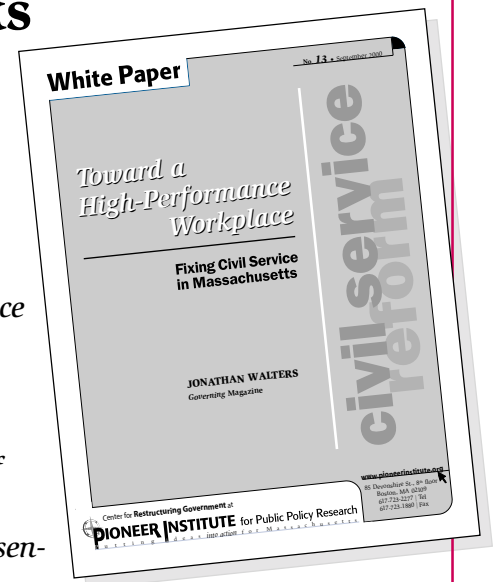 ks
White Paper
No. 13 • September 2000
Toward a
High-Performance
Workplace
Fixing Civil Service
in Massachusetts
civil service
reform
JONATHAN WALTERS
Governing Magazine
ce
r
sen-
www.pioneerinstitute.org
85 Devonshire St., 8th floor
Boston, MA 02109
617-723-2277 | Tel
617-723-1880 | Fax
Center for Restructuring Government at
PIONEER INSTITUTE for Public Policy Research
Putting ideas into action for Massachusetts